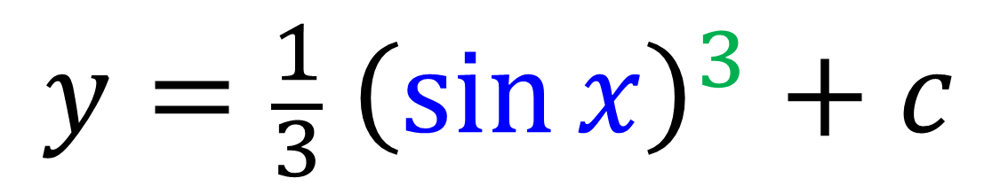 y = 1/3 (sin x)³ + c